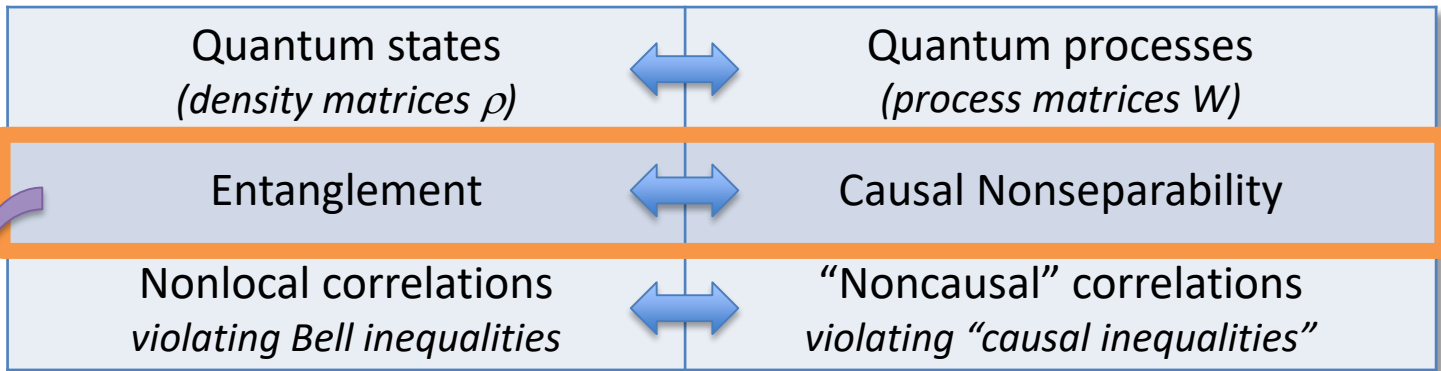 Quantum states
(density matrices ρ)
Quantum processes
(process matrices W)
Entanglement
Causal Nonseparability
Nonlocal correlations
violating Bell inequalities
“Noncausal” correlations
violating “causal inequalities”